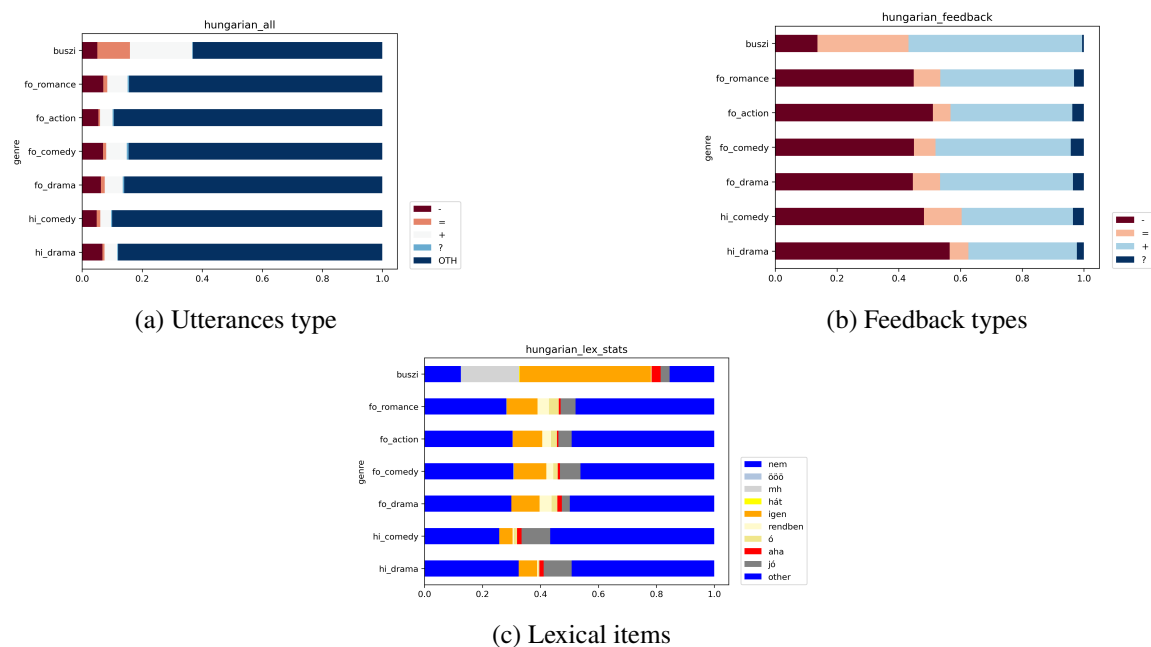 hungarian_all
buszi
fo_romance
fo_action
fo_comedy
fo_drama
hi_comedy
hi_drama
genre
0.0 0.2 0.4 0.6 0.8 1.0
-
=
+
?
OTH
(a) Utterances type
hungarian_feedback
buszi
fo_romance
fo_action
fo_comedy
fo_drama
hi_comedy
hi_drama
genre
0.0 0.2 0.4 0.6 0.8 1.0
-
=
+
?
(b) Feedback types
hungarian_lex_stats
buszi
fo_romance
fo_action
fo_comedy
fo_drama
hi_comedy
hi_drama
genre
0.0 0.2 0.4 0.6 0.8 1.0
nem
ööö
mh
hát
igen
rendben
ó
aha
jó
other
(c) Lexical items